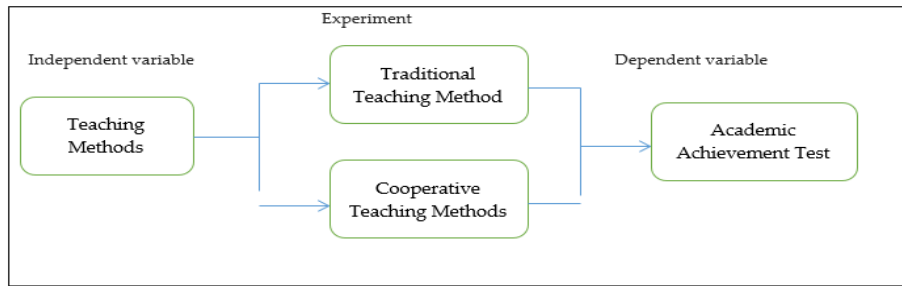 Experiment
Independent variable
Dependent variable
Traditional
Teaching Method
Teaching
Methods
Academic
Achievement Test
Cooperative
Teaching Methods